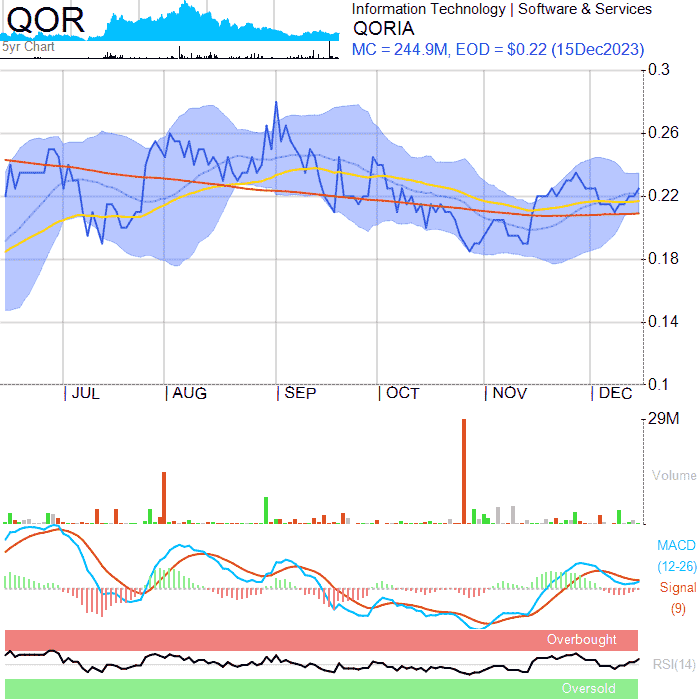 QOR
5yr Chart
Information Technology | Software & Services
QORIA
MC = 244.9M, EOD = $0.22 (15Dec2023)
0.3
0.26
0.22
0.18
0.14
0.1
JUL
AUG
SEP
OCT
NOV
DEC
29M
Volume
MACD
(12-26)
Signal
(9)
Overbought
RSI(14)
Oversold